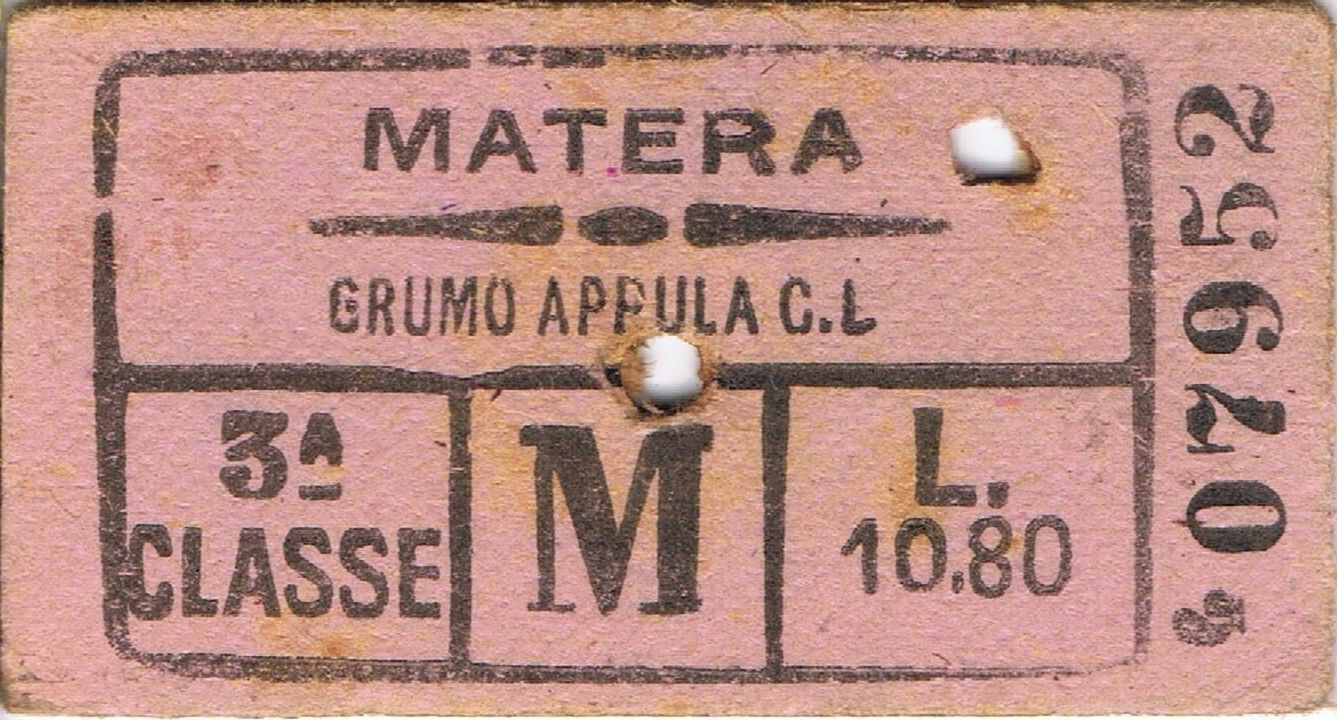 MATERA
GRUMO APPULA C.L
3ª
CLASSE
M
L.
10.80
& 07952